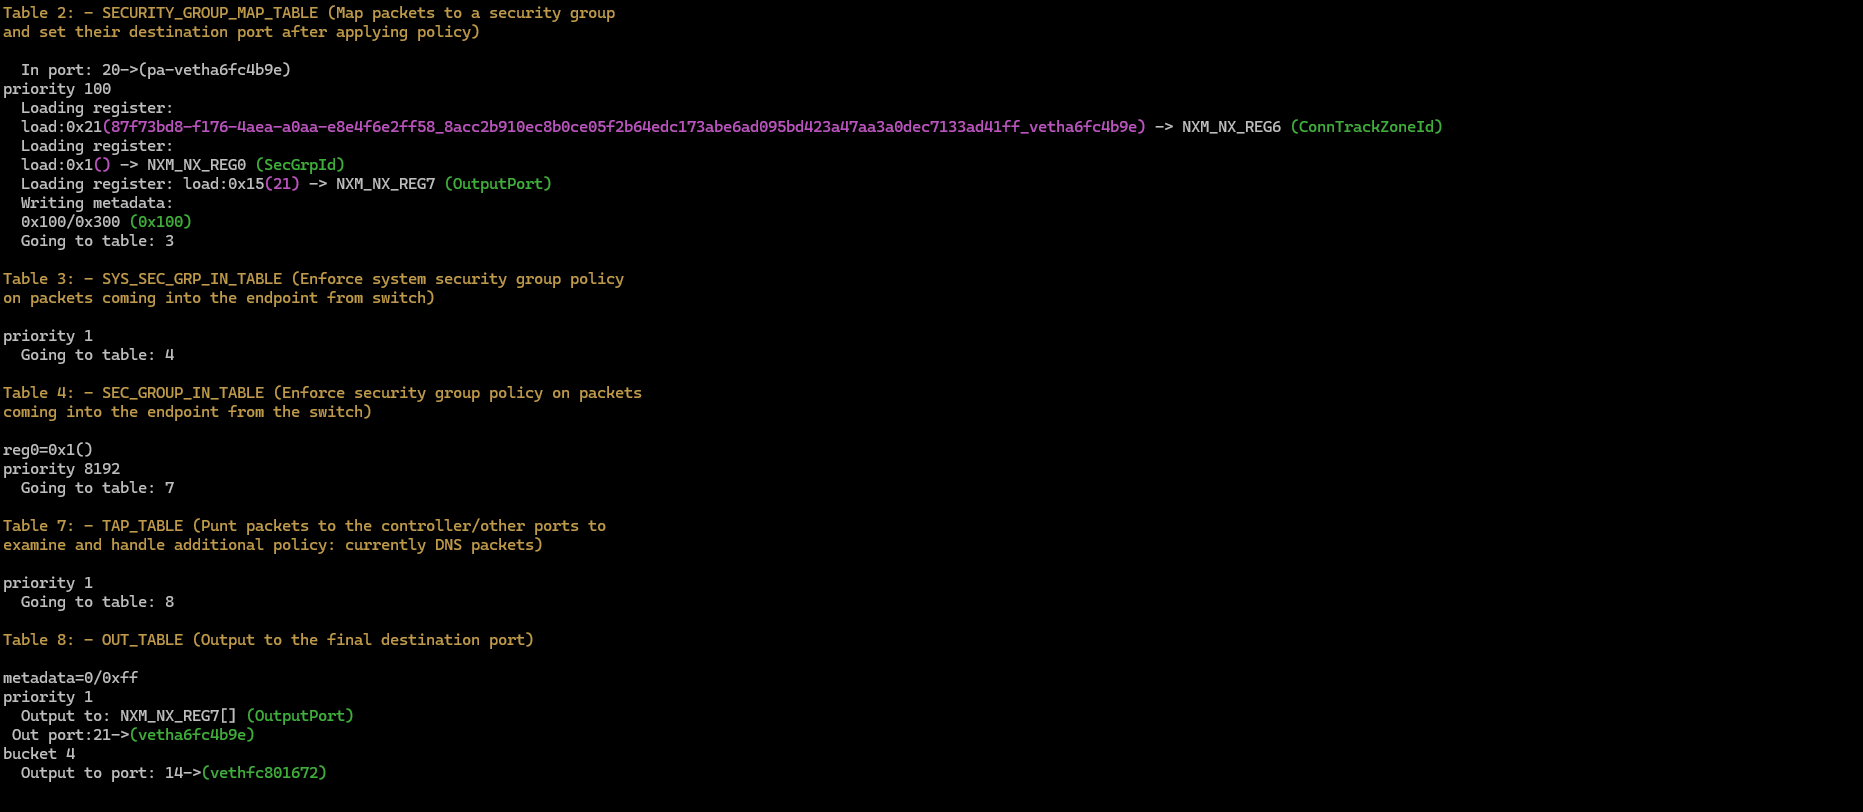 Table 2: - SECURITY_GROUP_MAP_TABLE (Map packets to a security group
and set their destination port after applying policy)
In port: 20->(pa-vetha6fc4b9e)
priority 100
Loading register:
load:0x21(87f73bd8-f176-4aea-a0aa-e8e4f6e2ff58_8acc2b910ec8b0ce05f2b64edc173abe6ad095bd423a47aa3a0dec7133ad41ff_vetha6fc4b9e) -> NXM_NX_REG6 (ConnTrackZoneId)
Loading register:
load:0x1() -> NXM_NX_REG0 (SecGrpId)
Loading register: load:0x15(21) -> NXM_NX_REG7 (OutputPort)
Writing metadata:
0x100/0x300 (0x100)
Going to table: 3
Table 3: - SYS_SEC_GRP_IN_TABLE (Enforce system security group policy
on packets coming into the endpoint from switch)
priority 1
Going to table: 4
Table 4: - SEC_GROUP_IN_TABLE (Enforce security group policy on packets
coming into the endpoint from the switch)
reg0=0x1()
priority 8192
Going to table: 7
Table 7: - TAP_TABLE (Punt packets to the controller/other ports to
examine and handle additional policy: currently DNS packets)
priority 1
Going to table: 8
Table 8: - OUT_TABLE (Output to the final destination port)
metadata=0/0xff
priority 1
Output to: NXM_NX_REG7[] (OutputPort)
Out port:21->(vetha6fc4b9e)
bucket 4
Output to port: 14->(vethfc801672)